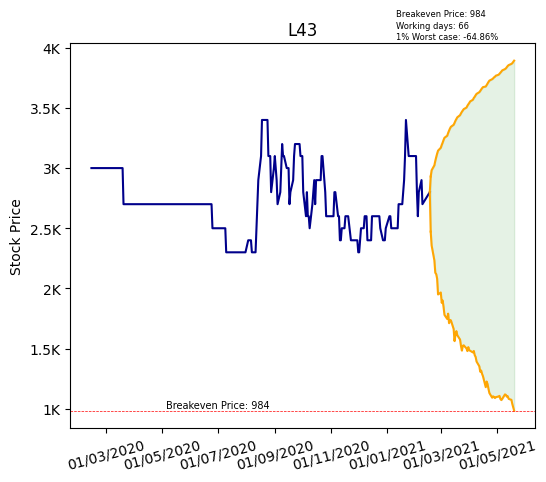 Breakeven Price: 984
Working days: 66
1% Worst case: -64.86%
L43
Stock Price
4K
3.5K
3K
2.5K
2K
1.5K
1K
Breakeven Price: 984
01/03/2020
01/05/2020
01/07/2020
01/09/2020
01/11/2020
01/01/2021
01/03/2021
01/05/2021